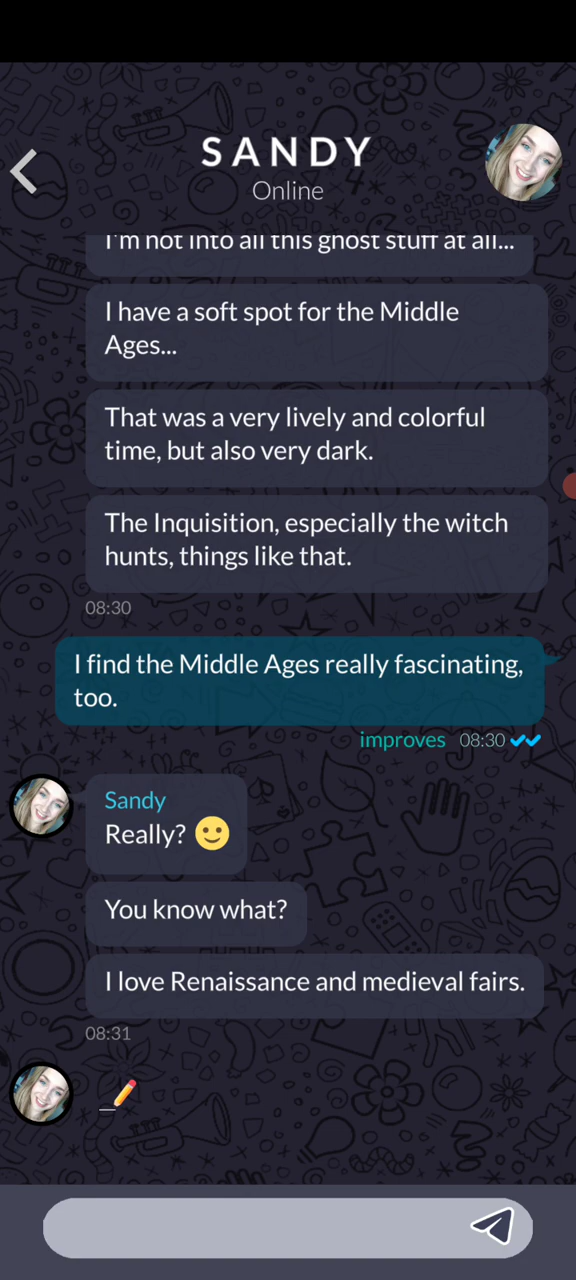 SANDY
Online
I'm not into all this ghost stuff at all...
I have a soft spot for the Middle
Ages...
That was a very lively and colorful
time, but also very dark.
The Inquisition, especially the witch
hunts, things like that.
08:30
I find the Middle Ages really fascinating,
too.
improves 08:30
Sandy
Really? 🙂
You know what?
I love Renaissance and medieval fairs.
08:31